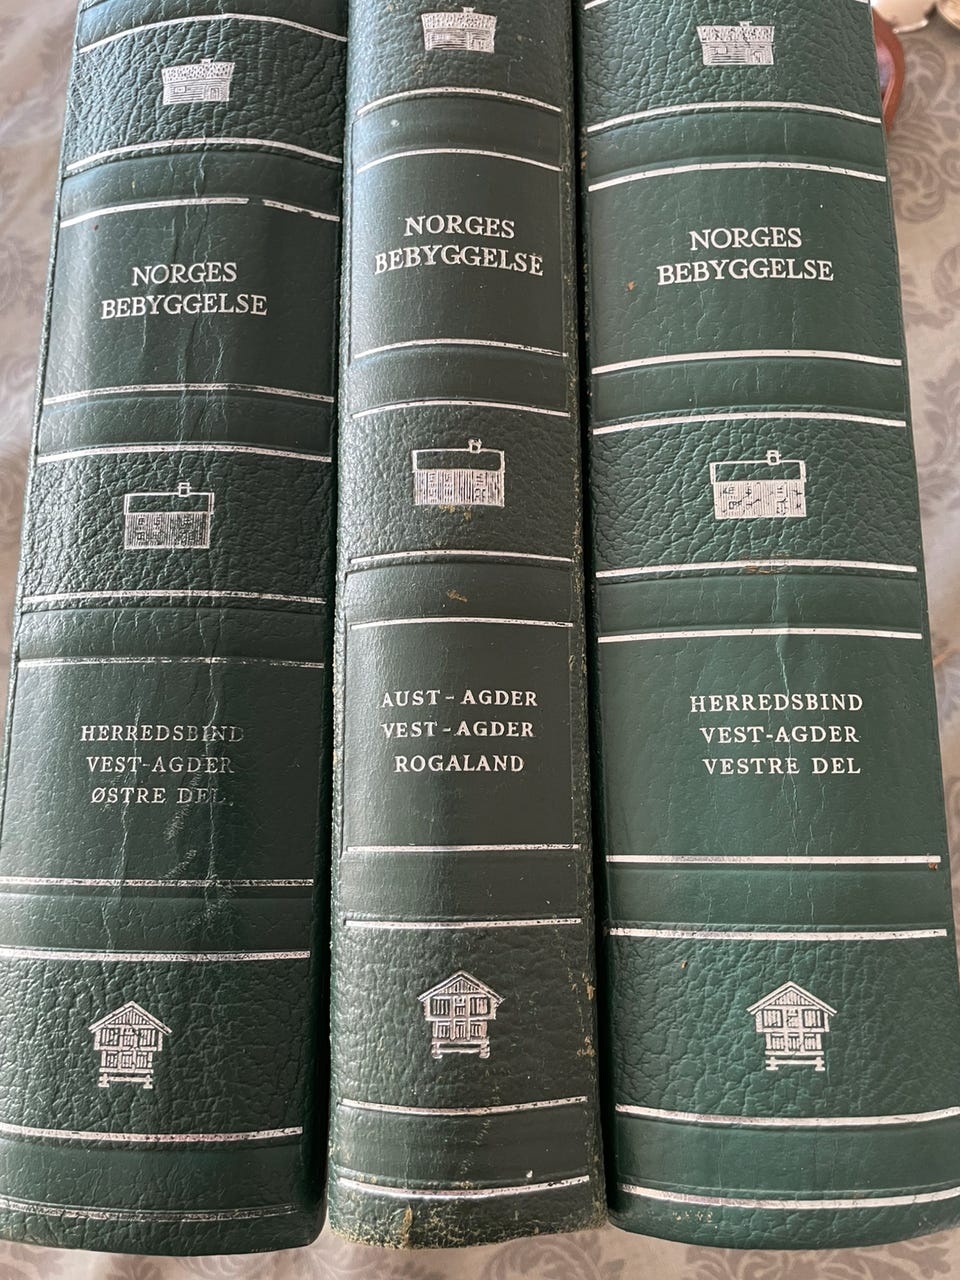 NORGES
BEBYGGELSE
HERREDSBIND
VEST-AGDER
ØSTRE DEL
NORGES
BEBYGGELSE
AUST-AGDER
VEST-AGDER
ROGALAND
NORGES
BEBYGGELSE
HERREDSBIND
VEST-AGDER
VESTRE DEL